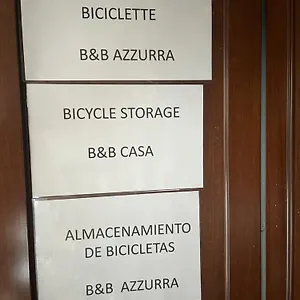 BICICLETTE
B&B AZZURRA
BICYCLE STORAGE
B&B CASA
ALMACENAMIENTO
DE BICICLETAS
B&B AZZURRA